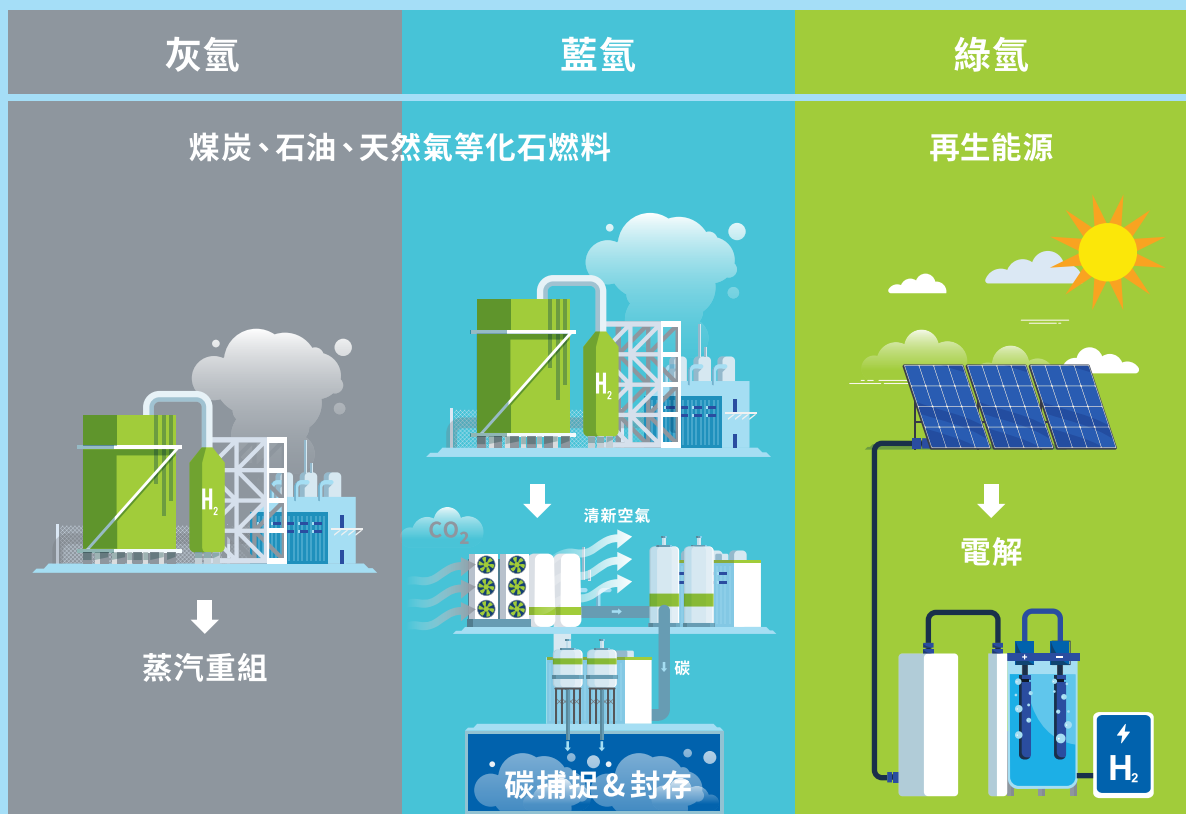 灰氫
藍氫
綠氫
煤炭、石油、天然氣等化石燃料
再生能源
H2
H2
CO2
清新空氣
電解
蒸汽重組
碳
碳捕捉&封存
+
−
H2